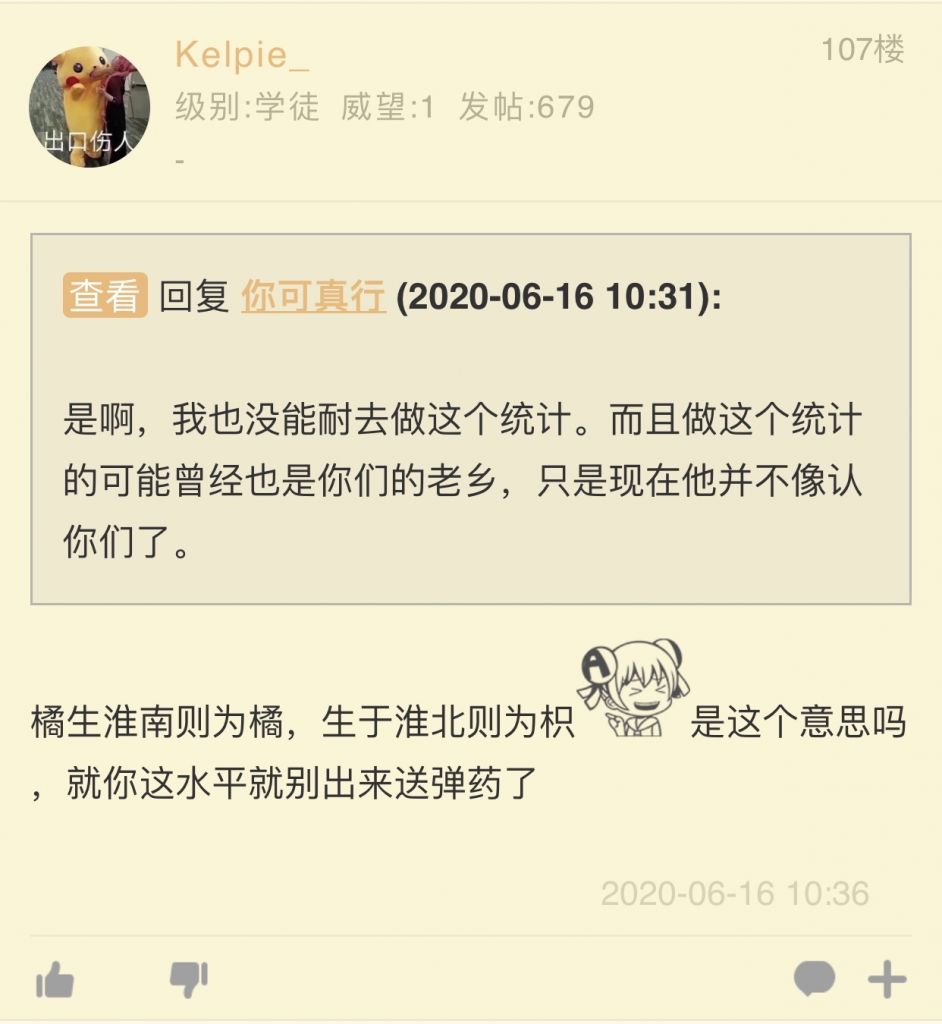 Kelpie_
107楼
级别:学徒 威望:1 发帖:679
出口伤人
-
查看 回复 你可真行 (2020-06-16 10:31):
是啊，我也没能耐去做这个统计。而且做这个统计
的可能曾经也是你们的老乡，只是现在他并不像认
你们了。
A
橘生淮南则为橘，生于淮北则为枳 是这个意思吗
，就你这水平就别出来送弹药了
2020-06-16 10:36